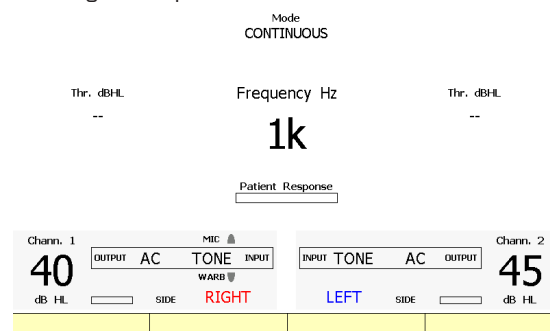 Mode
CONTINUOUS
Thr. dBHL
Frequency Hz
Thr. dBHL
--
1k
--
Patient Response
Chann. 1
MIC
Chann. 2
40
OUTPUT AC TONE INPUT
INPUT TONE AC OUTPUT
45
WARB
dB HL
SIDE RIGHT
LEFT SIDE
dB HL